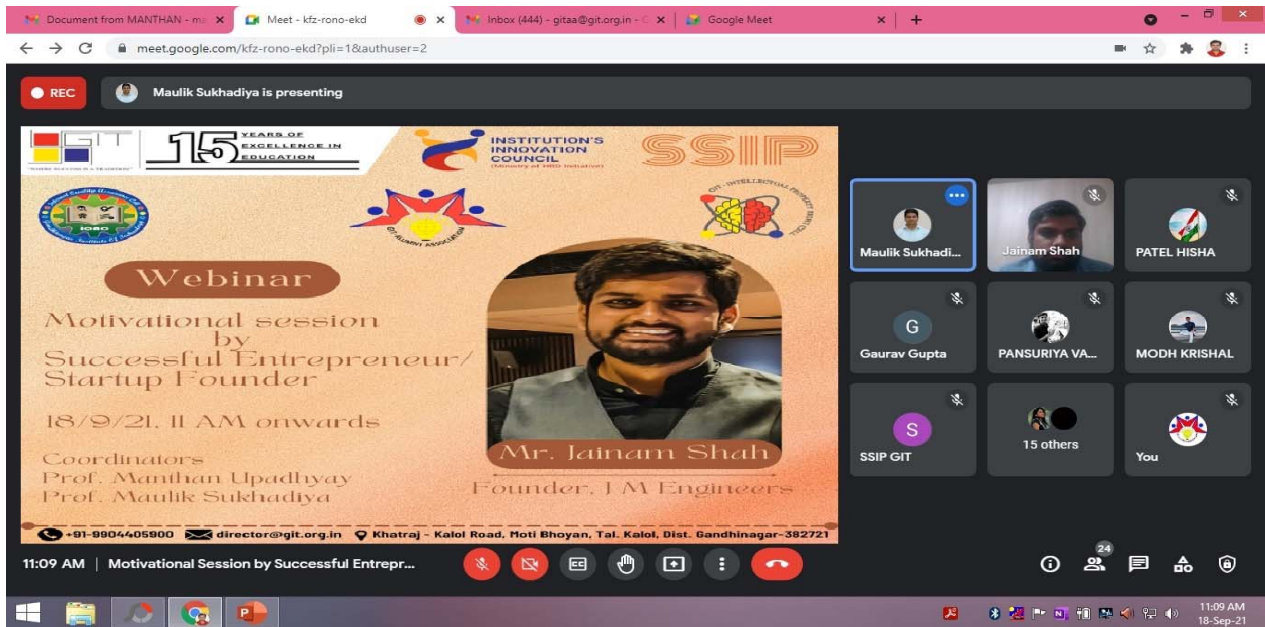 Document from MANTHAN - ma
Meet - kfz-rono-ekd
Inbox (444) - gitaa@git.org.in - G
Google Meet
meet.google.com/kfz-rono-ekd?pli=1&authuser=2
REC
Maulik Sukhadiya is presenting
GIT
15 YEARS OF
EXCELLENCE IN
EDUCATION
INSTITUTION'S
INNOVATION
COUNCIL
(Ministry of HRD Initiative)
SSIP
IQAC
GIT-ALUMNI ASSOCIATION
Webinar
Motivational session
by
Successful Entrepreneur/
Startup Founder
18/9/21, 11 AM onwards
Coordinators
Prof. Manthan Upadhyay
Prof. Maulik Sukhadiya
Mr. Jainam Shah
Founder, J M Engineers
+91-9904405900 director@git.org.in Khatraj - Kalol Road, Moti Bhoyan, Tal. Kalol, Dist. Gandhinagar-382721
Maulik Sukhadi...
Jainam Shah
PATEL HISHA
G
Gaurav Gupta
PANSURIYA VA...
MODH KRISHAL
S
SSIP GIT
15 others
You
11:09 AM | Motivational Session by Successful Entrepr...
24
11:09 AM
18-Sep-21